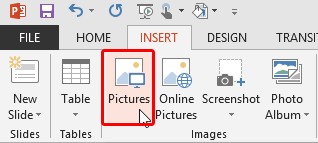 FILE HOME INSERT DESIGN TRANSIT
New Slide Table Pictures Online Pictures Screenshot Photo Album
Slides Tables Images